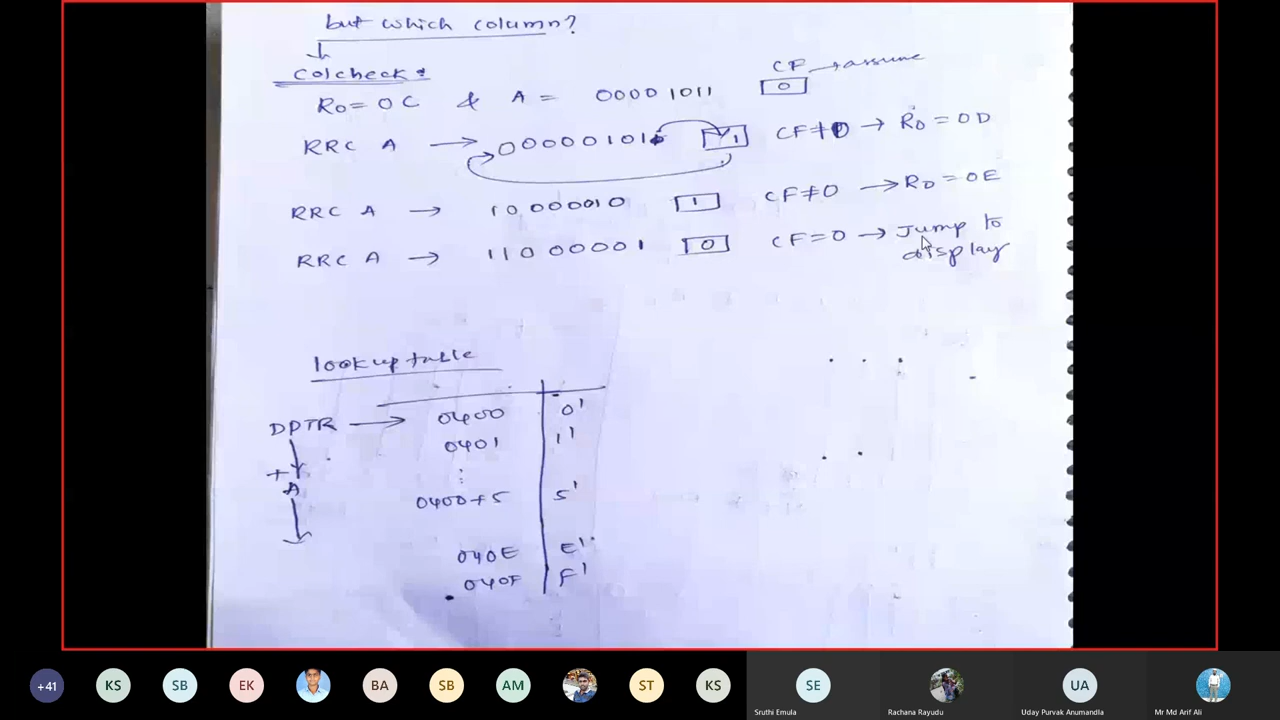 but which column?
colcheck:
R0=0C & A = 00001011 CF → assume
0
RRC A → 00000101 1 CF≠0 → R0=0D
RRC A → 10000010 1 CF≠0 → R0=0E
RRC A → 11000001 0 CF=0 → Jump to
display
lookup table
DPTR → 0400 0'
0401 1'
+
A
0400+5 5'
040E E'
040F F'
+41 KS SB EK BA SB AM ST KS SE UA
Sruthi Emula Rachana Rayudu Uday Purvak Anumandla Mr Md Arif Ali